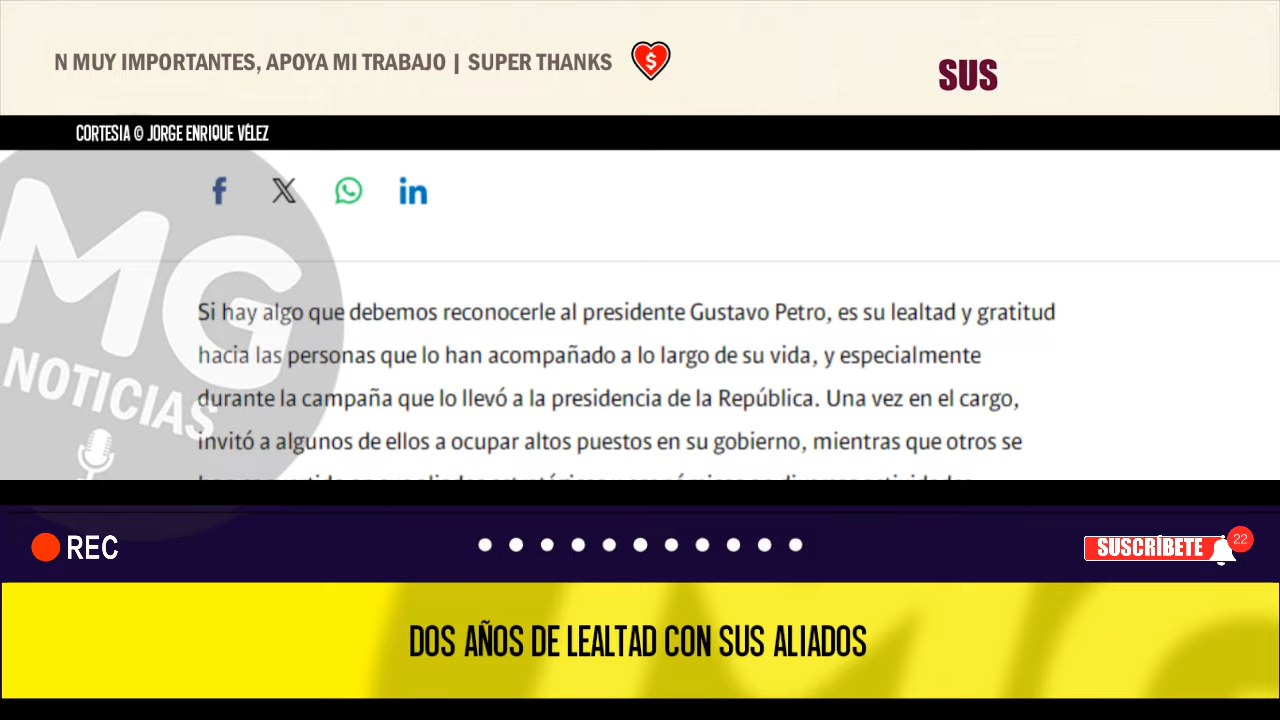 N MUY IMPORTANTES, APOYA MI TRABAJO | SUPER THANKS
$
SUS
CORTESIA © JORGE ENRIQUE VÉLEZ
MG
NOTICIAS
Si hay algo que debemos reconocerle al presidente Gustavo Petro, es su lealtad y gratitud
hacia las personas que lo han acompañado a lo largo de su vida, y especialmente
durante la campaña que lo llevó a la presidencia de la República. Una vez en el cargo,
invitó a algunos de ellos a ocupar altos puestos en su gobierno, mientras que otros se
REC
SUSCRÍBETE
22
DOS AÑOS DE LEALTAD CON SUS ALIADOS